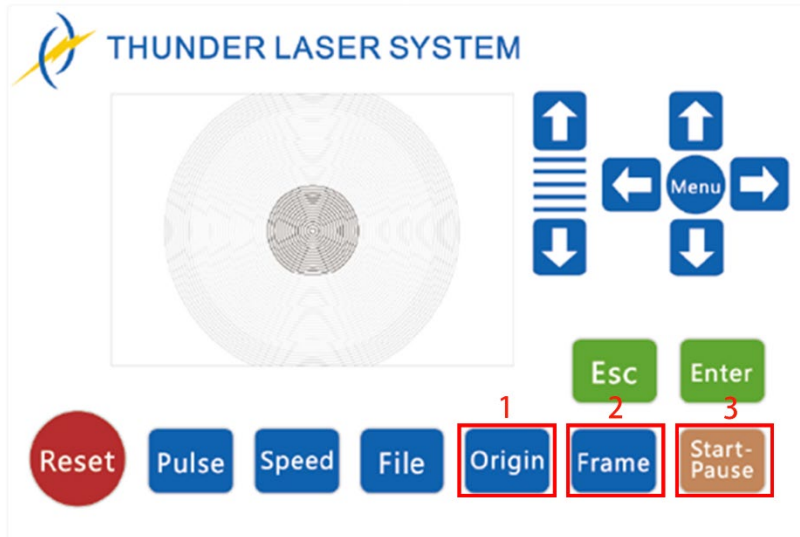 THUNDER LASER SYSTEM
Menu
Esc
Enter
1
2
3
Reset
Pulse
Speed
File
Origin
Frame
Start-
Pause